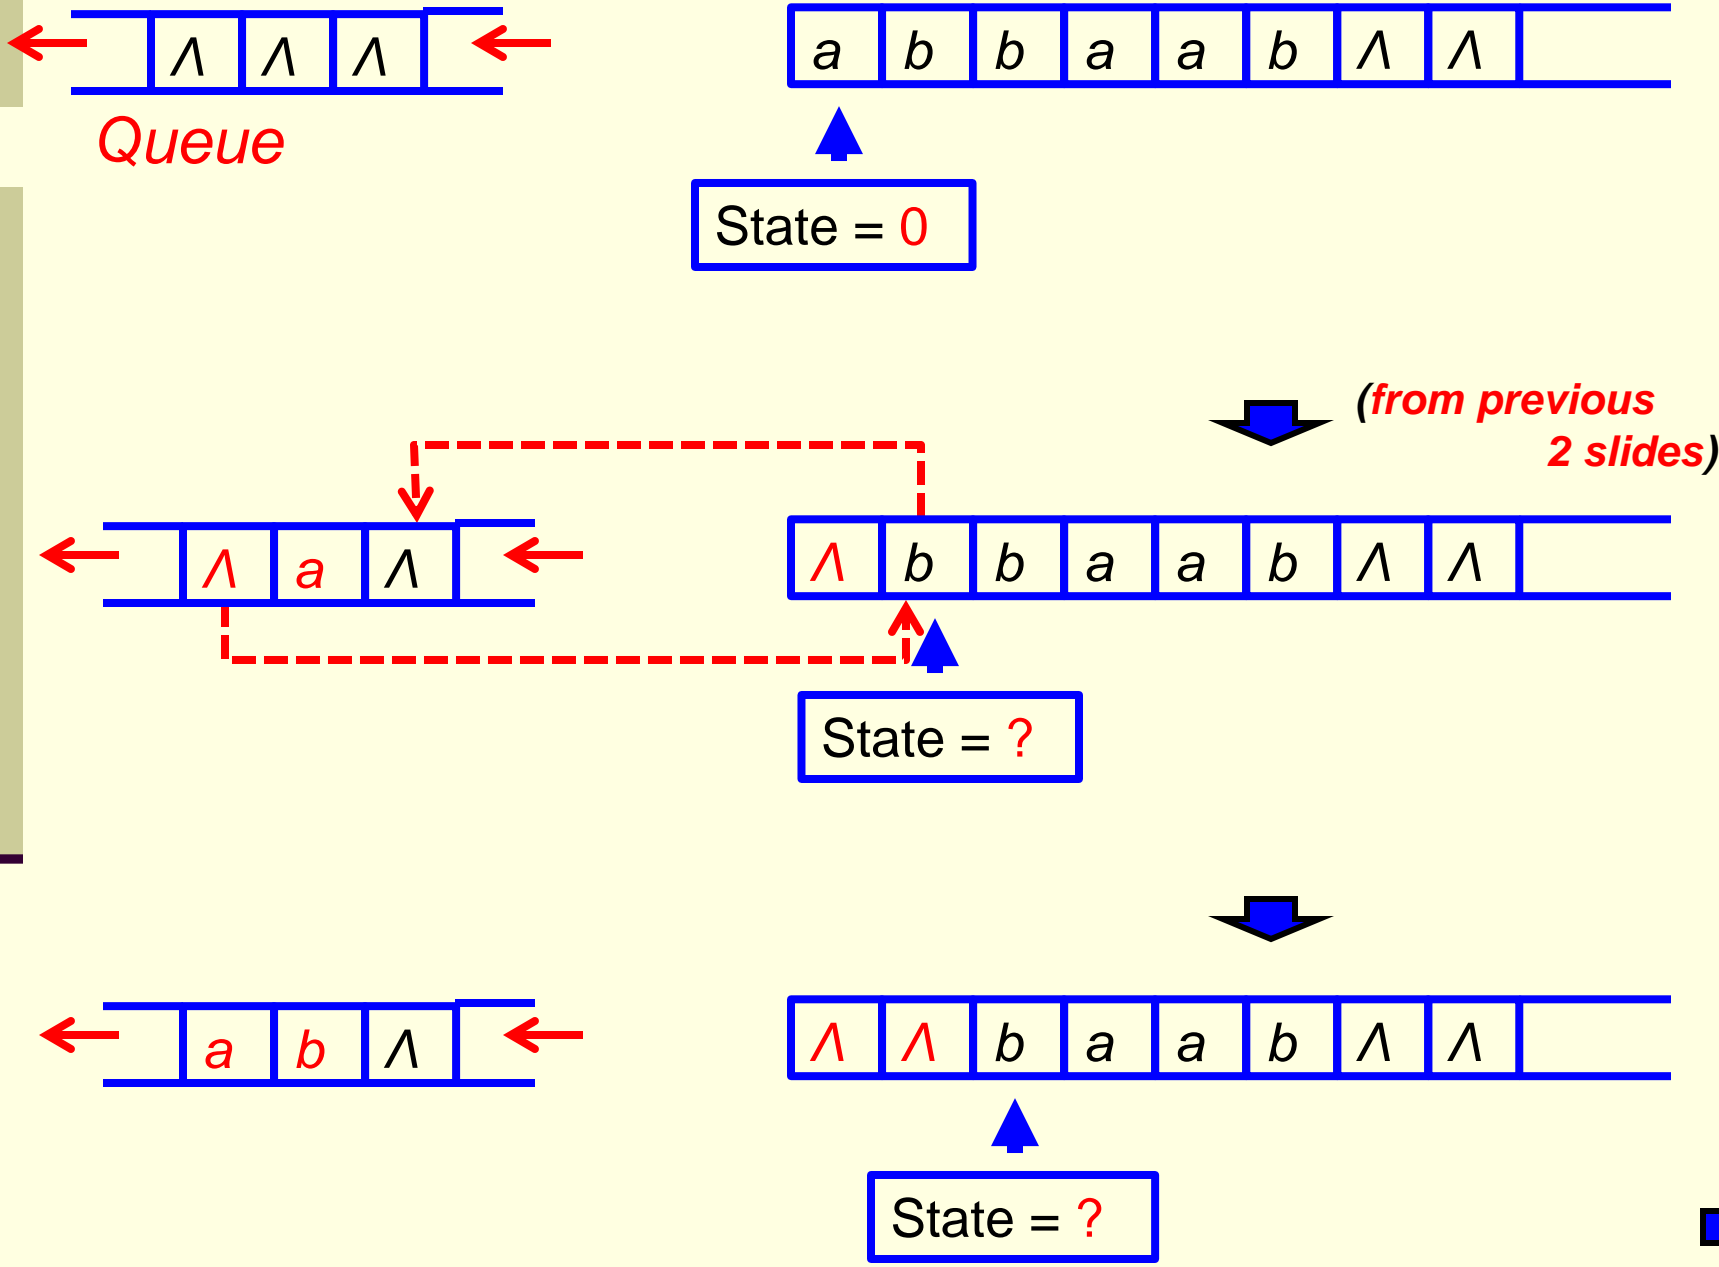 Λ Λ Λ a b b a a b Λ Λ
Queue
State = 0
(from previous
2 slides)
Λ a Λ Λ b b a a b Λ Λ
State = ?
a b Λ Λ Λ b a a b Λ Λ
State = ?